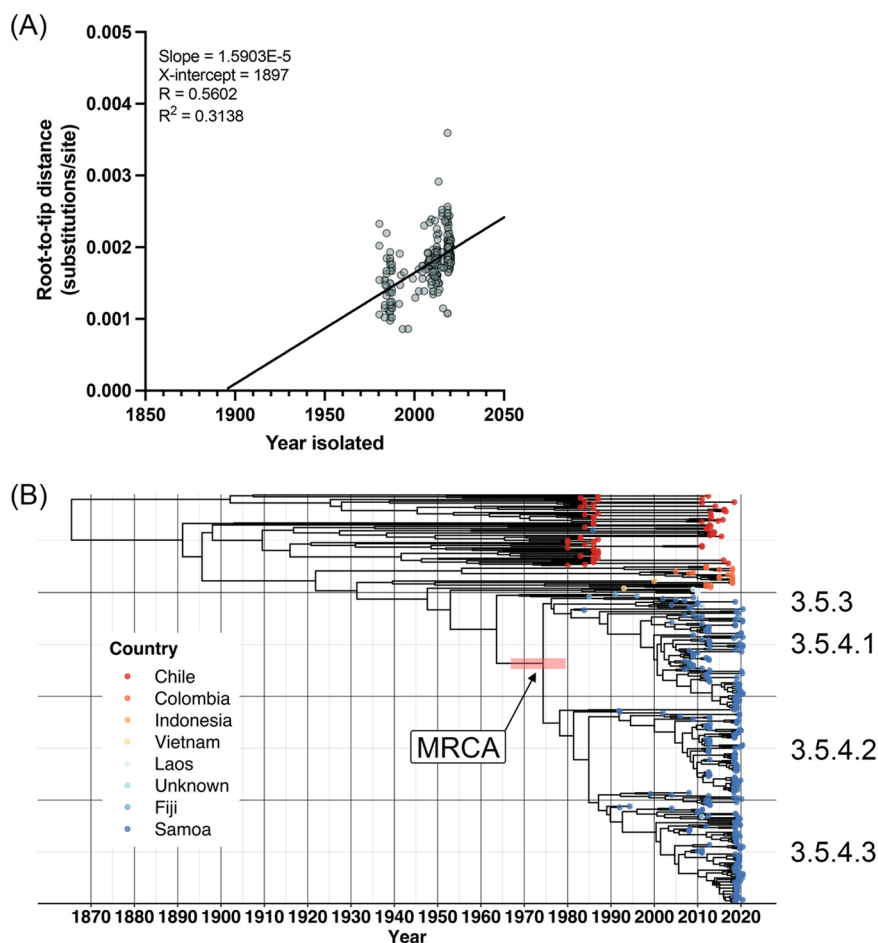 (A)
0.005
0.004
0.003
0.002
0.001
0.000
Root-to-tip distance
(substitutions/site)
Slope = 1.5903E-5
X-intercept = 1897
R = 0.5602
R² = 0.3138
1850 1900 1950 2000 2050
Year isolated
(B)
3.5.3
3.5.4.1
3.5.4.2
3.5.4.3
Country
Chile
Colombia
Indonesia
Vietnam
Laos
Unknown
Fiji
Samoa
MRCA
1870 1880 1890 1900 1910 1920 1930 1940 1950 1960 1970 1980 1990 2000 2010 2020
Year